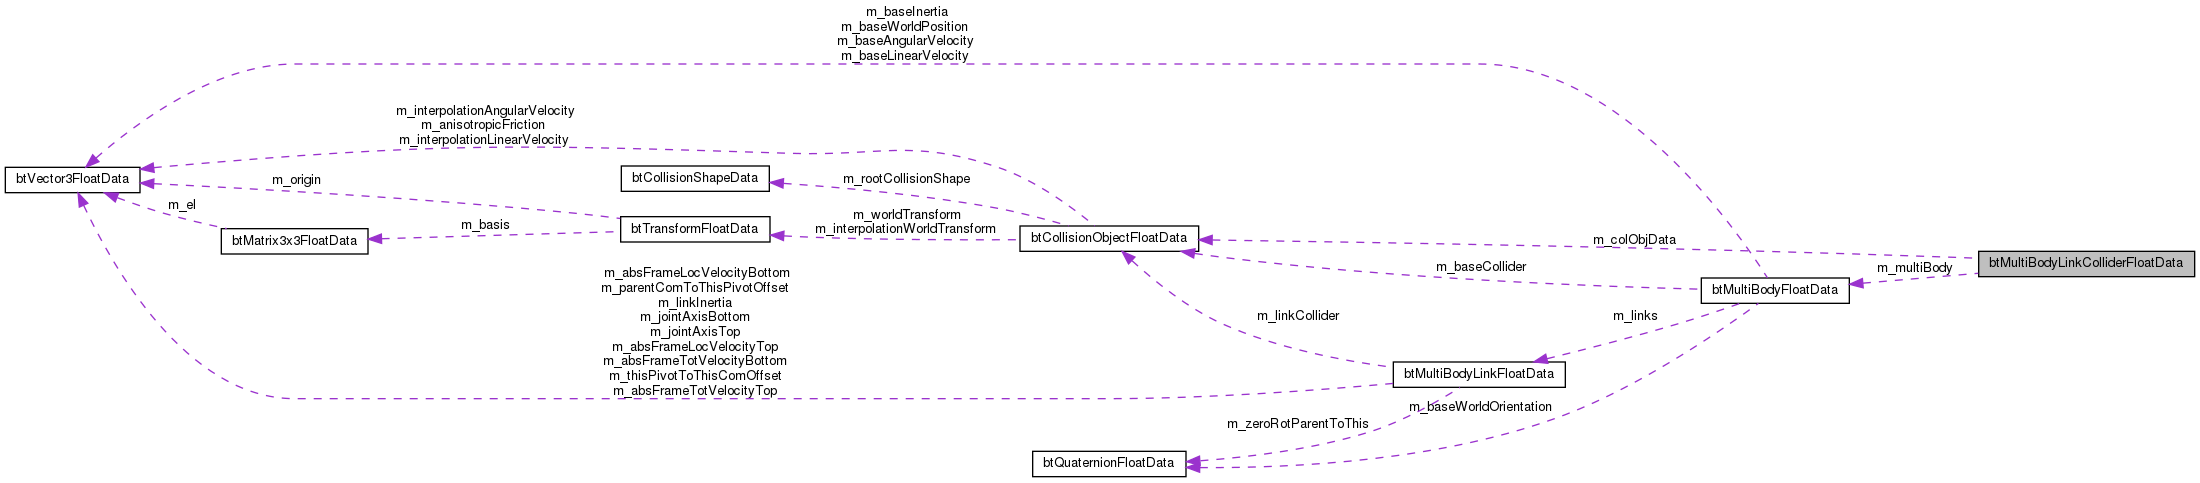 m_baseInertia
m_baseWorldPosition
m_baseAngularVelocity
m_baseLinearVelocity
m_interpolationAngularVelocity
m_anisotropicFriction
m_interpolationLinearVelocity
btVector3FloatData
m_origin
m_el
btMatrix3x3FloatData
m_basis
btCollisionShapeData
btTransformFloatData
m_rootCollisionShape
m_worldTransform
m_interpolationWorldTransform
btCollisionObjectFloatData
m_colObjData
m_baseCollider
m_multiBody
btMultiBodyLinkColliderFloatData
btMultiBodyFloatData
m_absFrameLocVelocityBottom
m_parentComToThisPivotOffset
m_linkInertia
m_jointAxisBottom
m_jointAxisTop
m_absFrameLocVelocityTop
m_absFrameTotVelocityBottom
m_thisPivotToThisComOffset
m_absFrameTotVelocityTop
m_linkCollider
m_links
btMultiBodyLinkFloatData
m_baseWorldOrientation
m_zeroRotParentToThis
btQuaternionFloatData